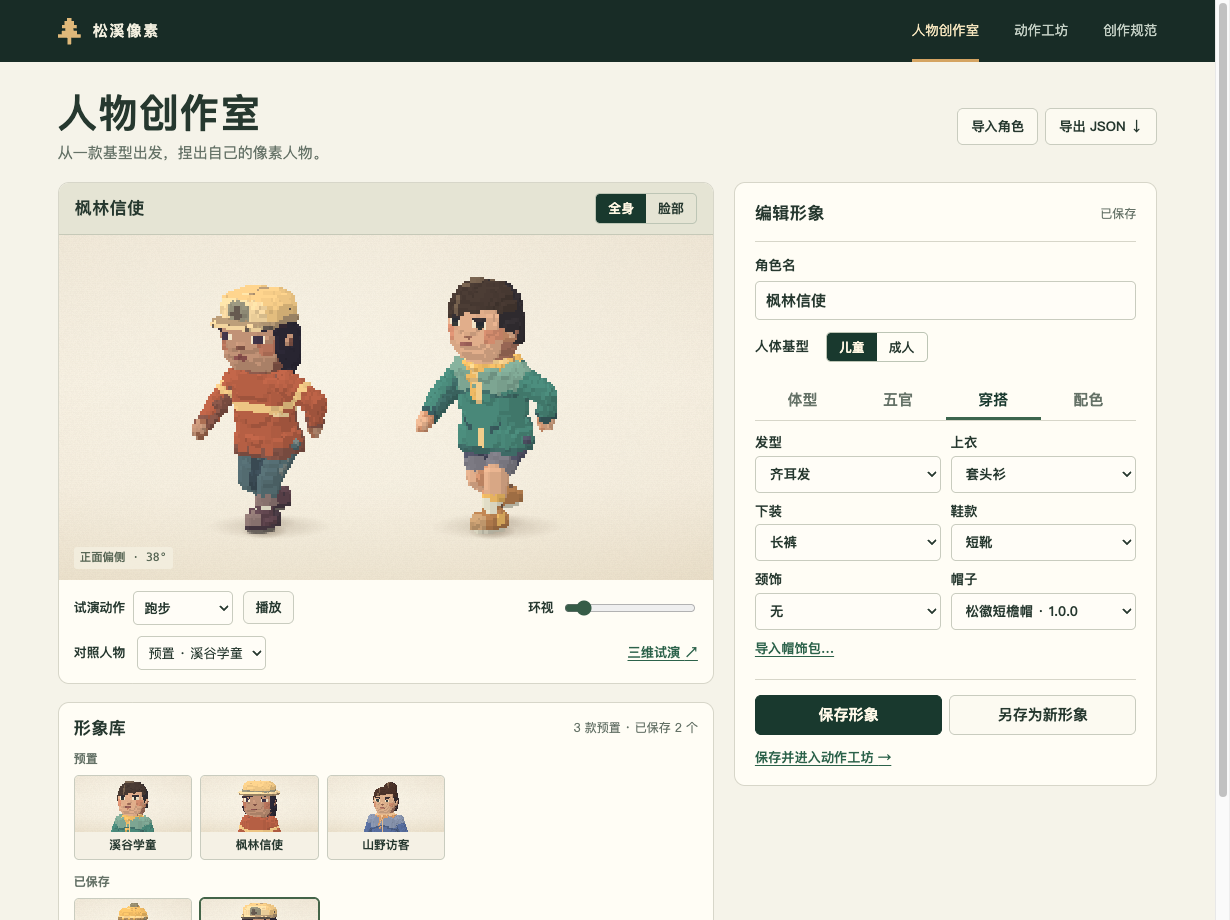 松溪像素
人物创作室 动作工坊 创作规范
人物创作室
从一款基型出发，捏出自己的像素人物。
导入角色 导出 JSON ↓
枫林信使
全身 脸部
正面偏侧 · 38°
试演动作 跑步 播放 环视
对照人物 预置 · 溪谷学童 三维试演 ↗
编辑形象 已保存
角色名
枫林信使
人体基型 儿童 成人
体型 五官 穿搭 配色
发型 上衣
齐耳发 套头衫
下装 鞋款
长裤 短靴
颈饰 帽子
无 松徽短檐帽 · 1.0.0
导入帽饰包…
保存形象 另存为新形象
保存并进入动作工坊 →
形象库 3 款预置 · 已保存 2 个
预置
溪谷学童 枫林信使 山野访客
已保存